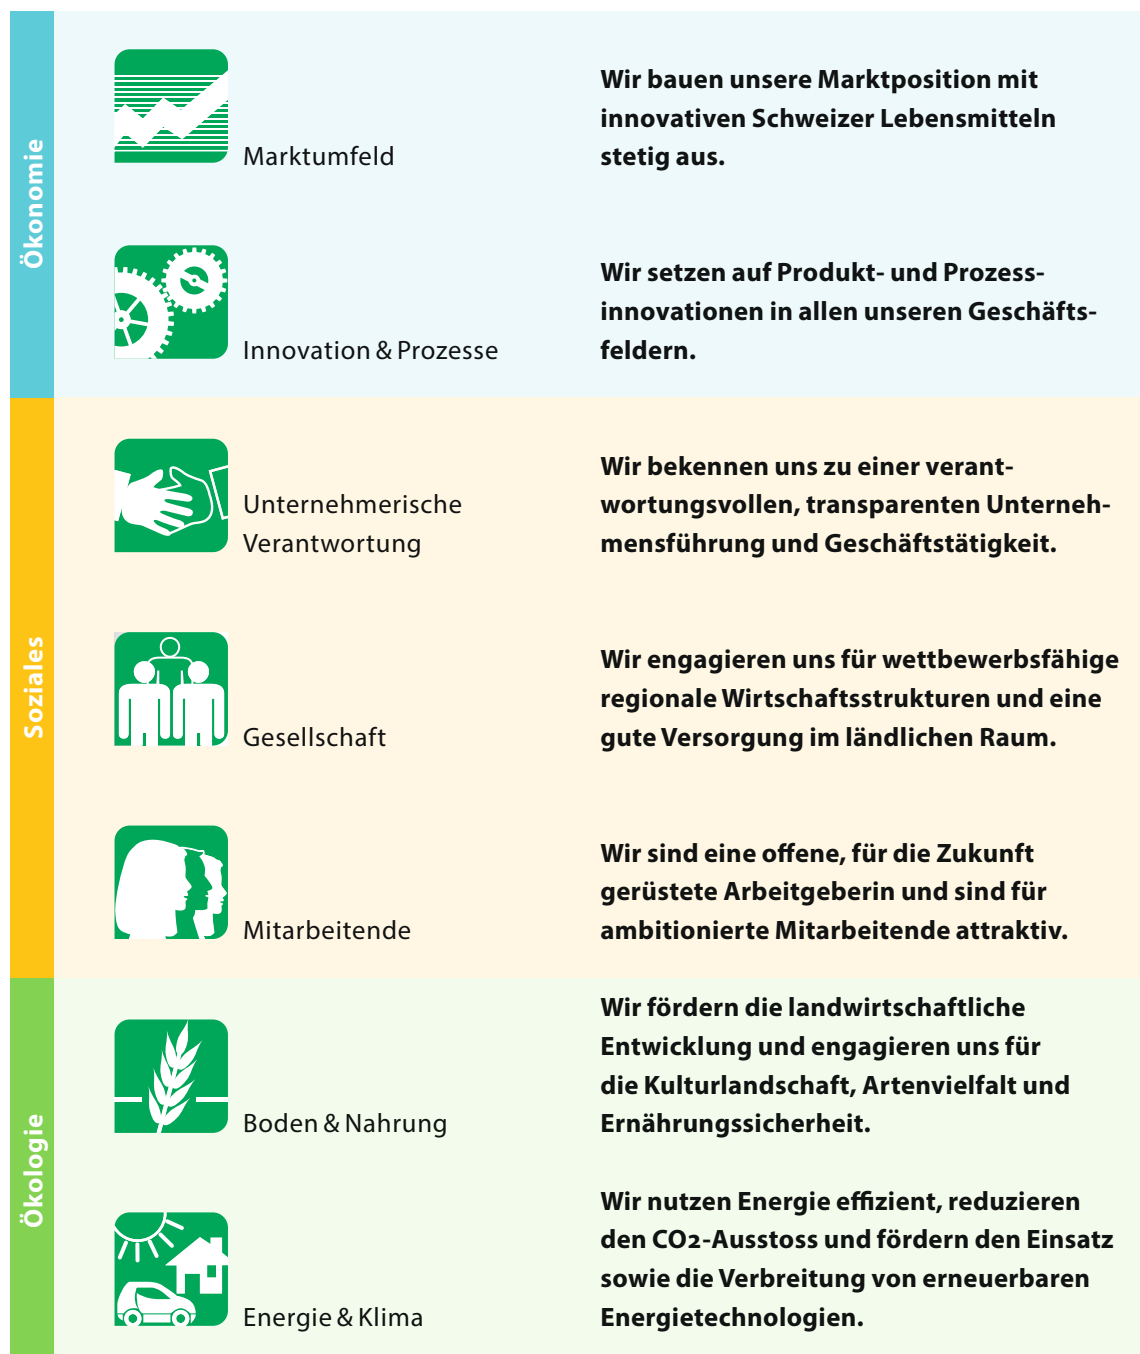 Ökonomie
Marktumfeld
Wir bauen unsere Marktposition mit
innovativen Schweizer Lebensmitteln
stetig aus.
Innovation & Prozesse
Wir setzen auf Produkt- und Prozess-
innovationen in allen unseren Geschäfts-
feldern.
Soziales
Unternehmerische
Verantwortung
Wir bekennen uns zu einer verant-
wortungsvollen, transparenten Unterneh-
mensführung und Geschäftstätigkeit.
Gesellschaft
Wir engagieren uns für wettbewerbsfähige
regionale Wirtschaftsstrukturen und eine
gute Versorgung im ländlichen Raum.
Mitarbeitende
Wir sind eine offene, für die Zukunft
gerüstete Arbeitgeberin und sind für
ambitionierte Mitarbeitende attraktiv.
Ökologie
Boden & Nahrung
Wir fördern die landwirtschaftliche
Entwicklung und engagieren uns für
die Kulturlandschaft, Artenvielfalt und
Ernährungssicherheit.
Energie & Klima
Wir nutzen Energie effizient, reduzieren
den CO2-Ausstoss und fördern den Einsatz
sowie die Verbreitung von erneuerbaren
Energietechnologien.